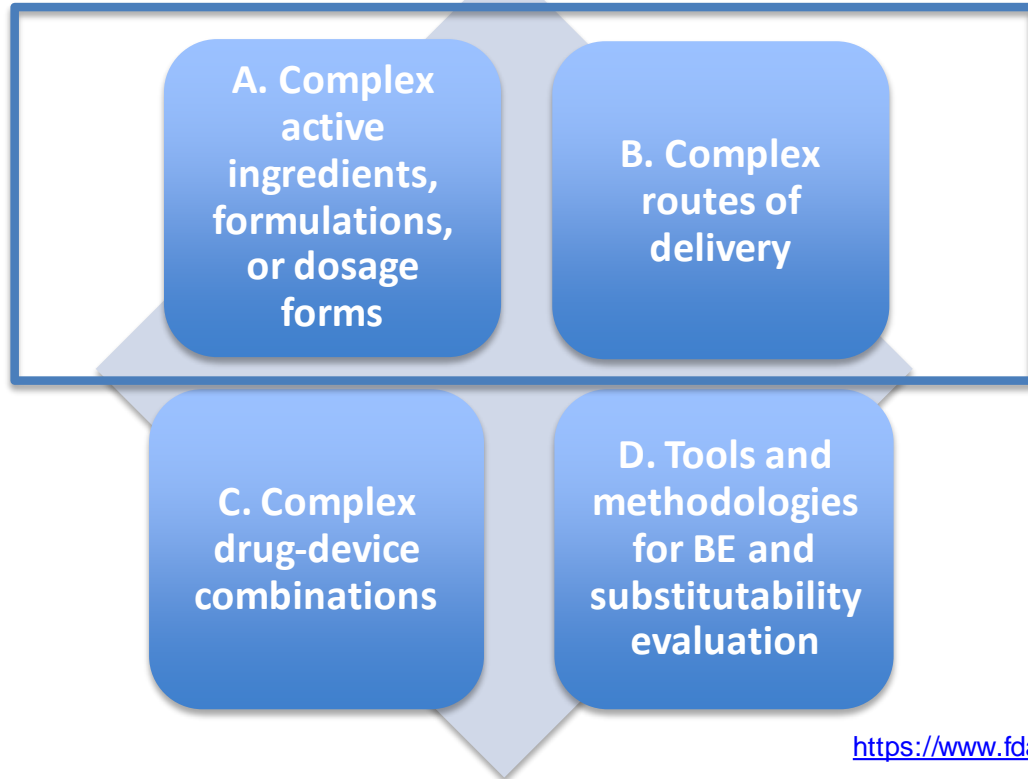 A. Complex
active
ingredients,
formulations,
or dosage
forms
B. Complex
routes of
delivery
C. Complex
drug-device
combinations
D. Tools and
methodologies
for BE and
substitutability
evaluation
https://www.fda